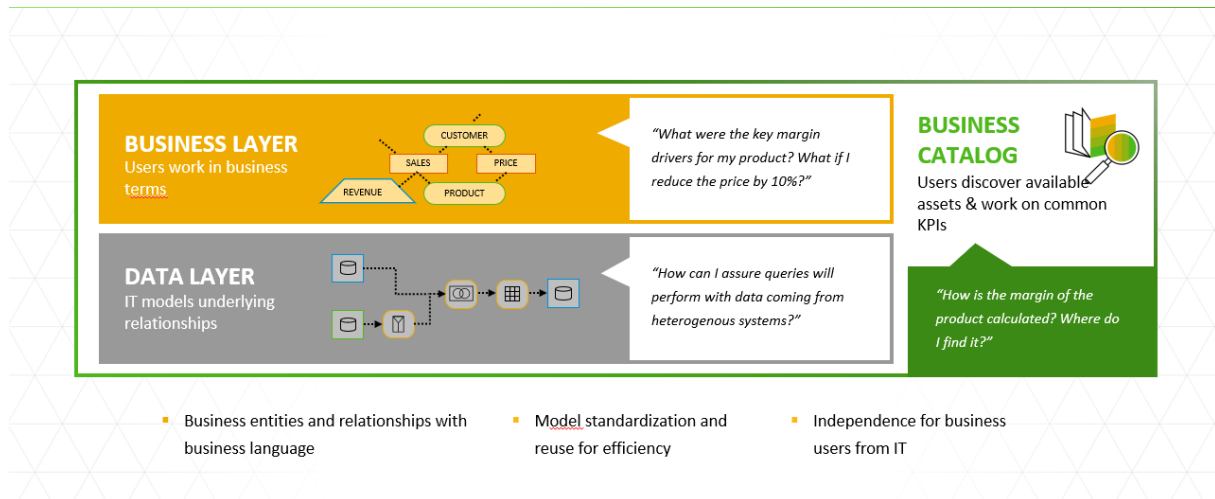 BUSINESS LAYER
Users work in business
terms
CUSTOMER
SALES
PRICE
REVENUE
PRODUCT
“What were the key margin
drivers for my product? What if I
reduce the price by 10%?”
DATA LAYER
IT models underlying
relationships
“How can I assure queries will
perform with data coming from
heterogenous systems?”
BUSINESS
CATALOG
Users discover available
assets & work on common
KPIs
“How is the margin of the
product calculated? Where do
I find it?”
▪ Business entities and relationships with
business language
▪ Model standardization and
reuse for efficiency
▪ Independence for business
users from IT